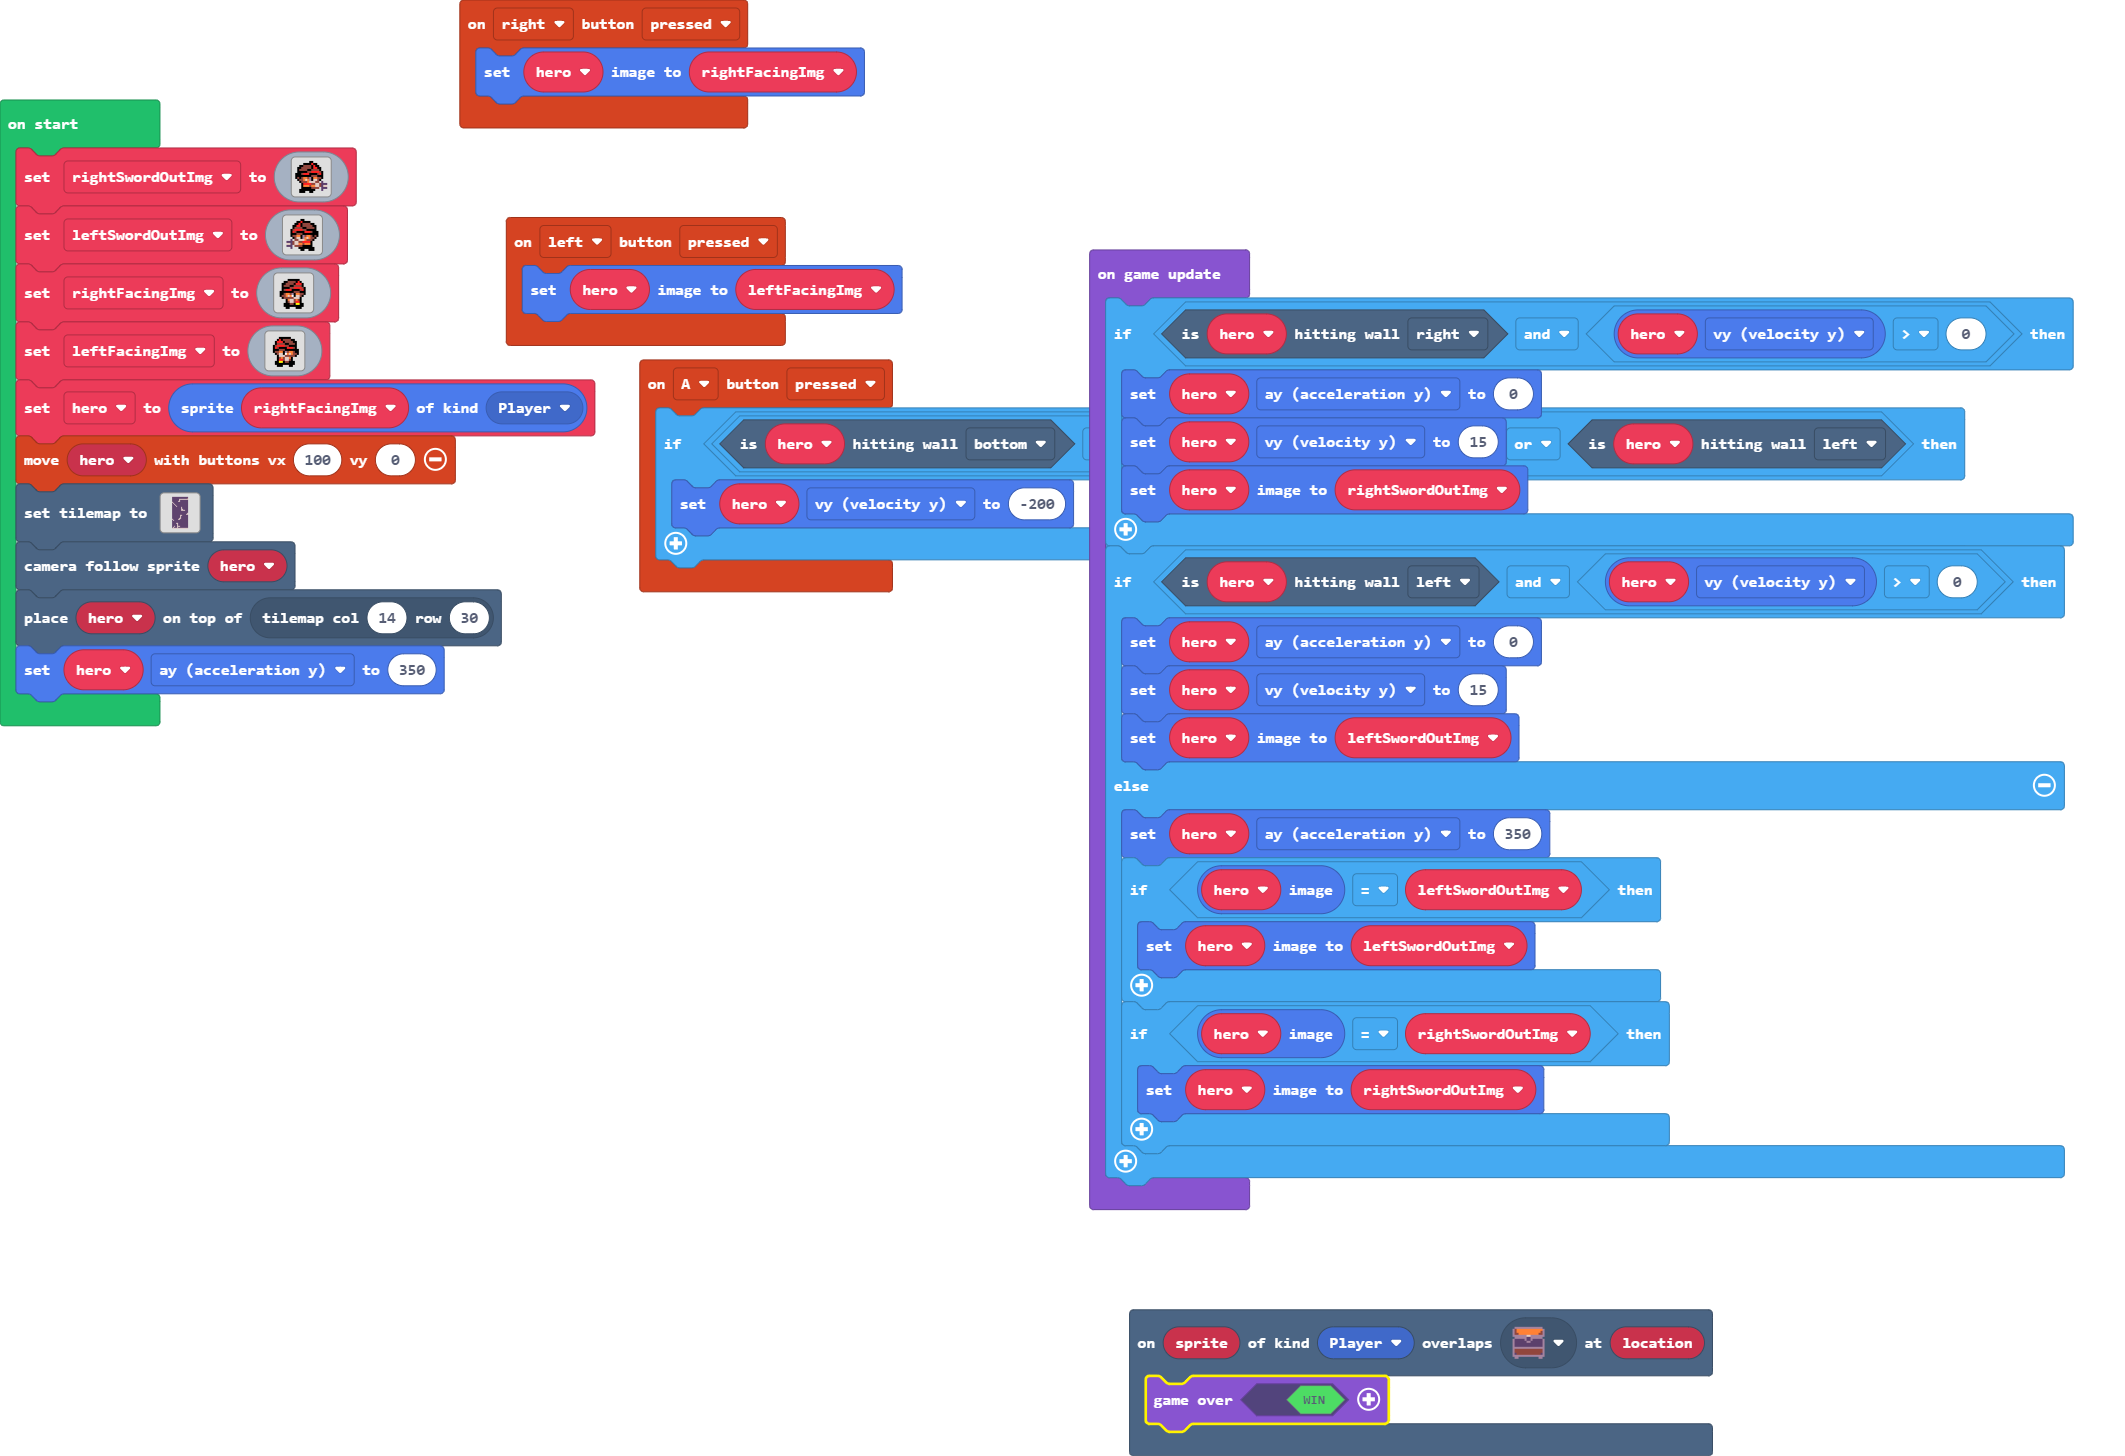 on right button pressed
set hero image to rightFacingImg
on start
set rightSwordOutImg to
set leftSwordOutImg to
set rightFacingImg to
set leftFacingImg to
set hero to sprite rightFacingImg of kind Player
move hero with buttons vx 100 vy 0
set tilemap to
camera follow sprite hero
place hero on top of tilemap col 14 row 30
set hero ay (acceleration y) to 350
on left button pressed
set hero image to leftFacingImg
on A button pressed
if is hero hitting wall bottom or is hero hitting wall left then
set hero vy (velocity y) to -200
on game update
if is hero hitting wall right and hero vy (velocity y) > 0 then
set hero ay (acceleration y) to 0
set hero vy (velocity y) to 15
set hero image to rightSwordOutImg
if is hero hitting wall left and hero vy (velocity y) > 0 then
set hero ay (acceleration y) to 0
set hero vy (velocity y) to 15
set hero image to leftSwordOutImg
else
set hero ay (acceleration y) to 350
if hero image = leftSwordOutImg then
set hero image to leftSwordOutImg
if hero image = rightSwordOutImg then
set hero image to rightSwordOutImg
on sprite of kind Player overlaps at location
game over WIN